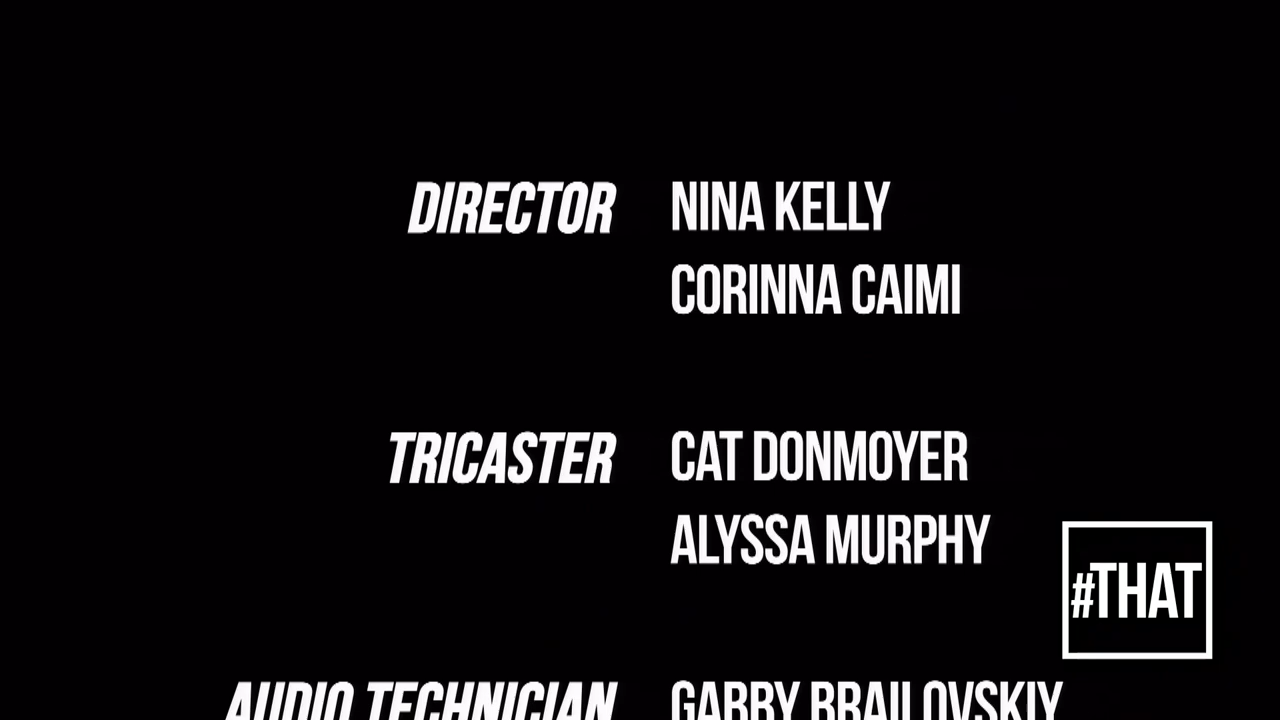 DIRECTOR NINA KELLY
CORINNA CAIMI
TRICASTER CAT DONMOYER
ALYSSA MURPHY
#THAT
AUDIO TECHNICIAN GABBY BRAILOVSKIY